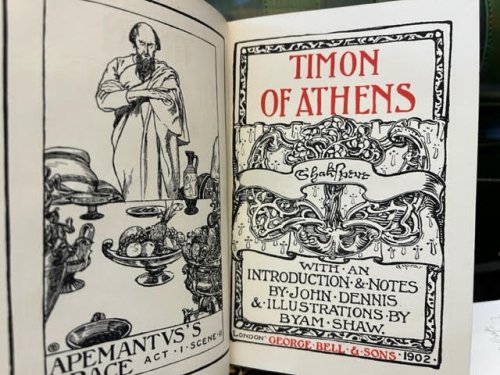 APEMANTVS'S
GRACE ACT·I·SCENE·II
TIMON
OF ATHENS
Shakspere
WITH·AN
INTRODUCTION·&·NOTES
BY·JOHN·DENNIS
&·ILLUSTRATIONS·BY
BYAM·SHAW.
LONDON· GEORGE·BELL·&·SONS ·1902·